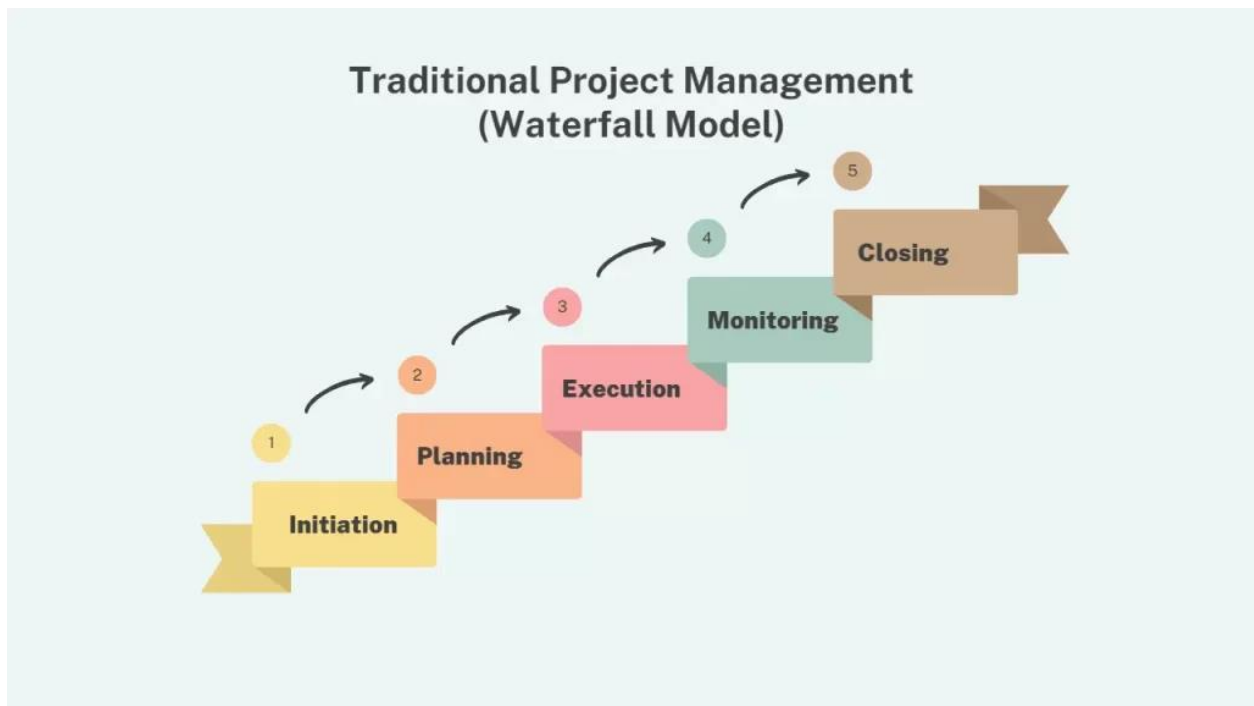 Traditional Project Management
(Waterfall Model)
1
Initiation
2
Planning
3
Execution
4
Monitoring
5
Closing